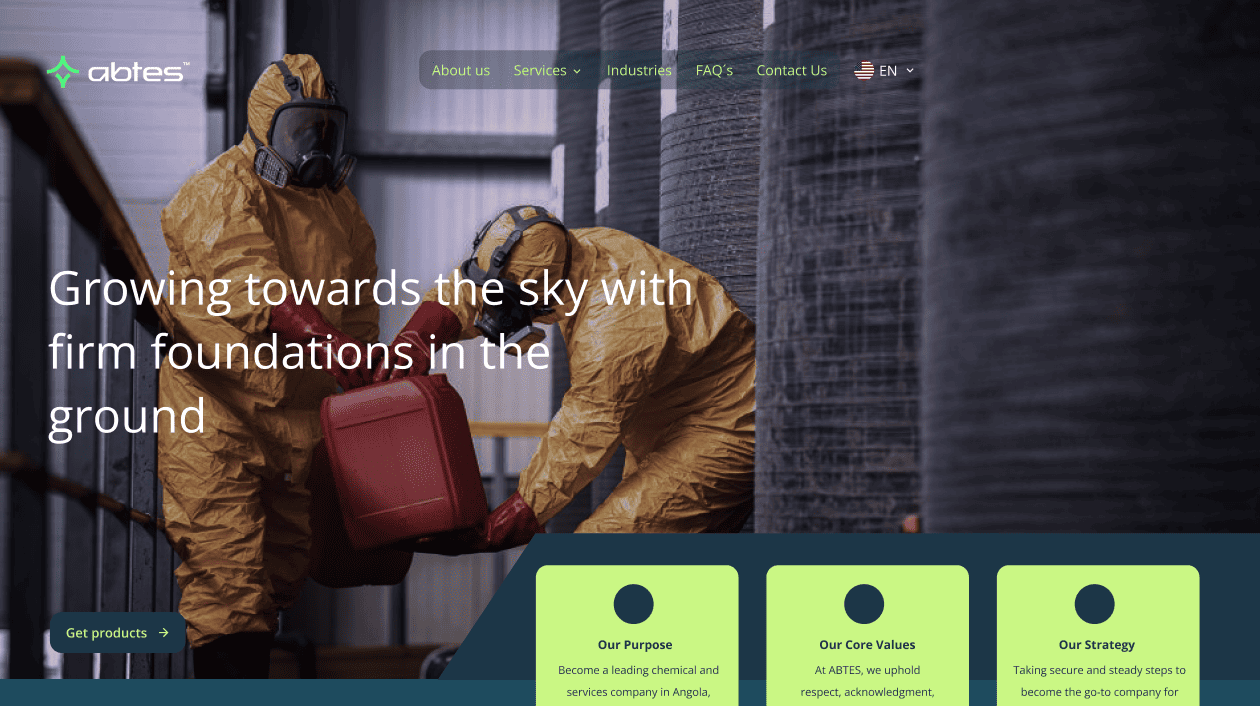 abtes™
About us
Services
Industries
FAQ´s
Contact Us
EN
Growing towards the sky with
firm foundations in the
ground
Get products
Our Purpose
Become a leading chemical and
services company in Angola,
Our Core Values
At ABTES, we uphold
respect, acknowledgment,
Our Strategy
Taking secure and steady steps to
become the go-to company for